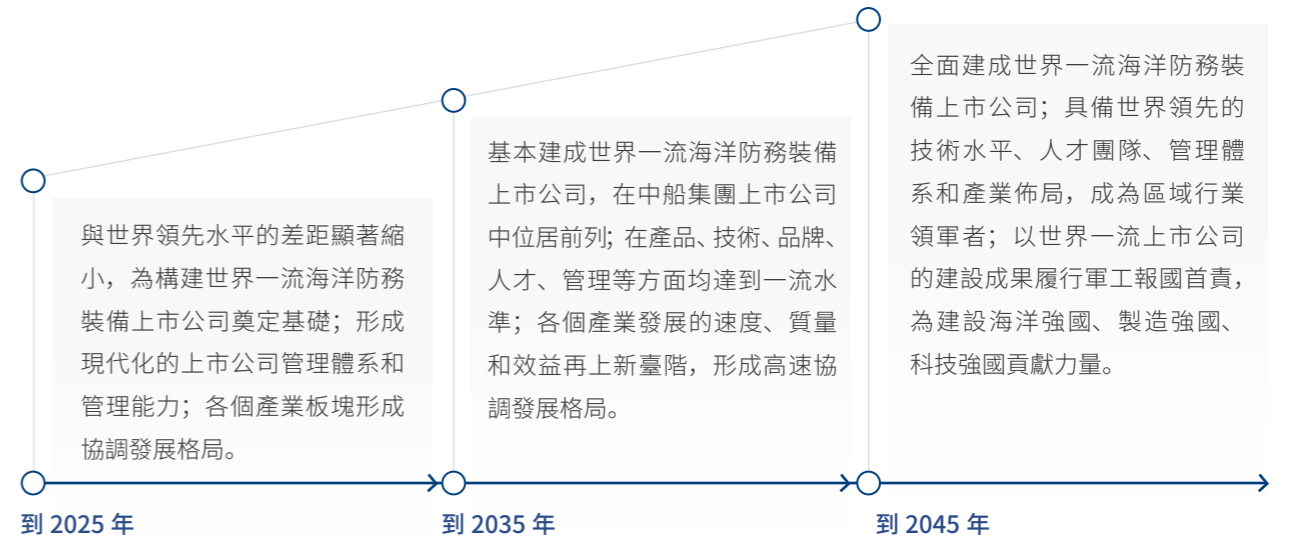 與世界領先水平的差距顯著縮
小，為構建世界一流海洋防務
裝備上市公司奠定基礎；形成
現代化的上市公司管理體系和
管理能力；各個產業板塊形成
協調發展格局。
到 2025 年
基本建成世界一流海洋防務裝備
上市公司，在中船集團上市公司
中位居前列；在產品、技術、品牌、
人才、管理等方面均達到一流水
準；各個產業發展的速度、質量
和效益再上新臺階，形成高速協
調發展格局。
到 2035 年
全面建成世界一流海洋防務裝
備上市公司；具備世界領先的
技術水平、人才團隊、管理體
系和產業佈局，成為區域行業
領軍者；以世界一流上市公司
的建設成果履行軍工報國首責，
為建設海洋強國、製造強國、
科技強國貢獻力量。
到 2045 年